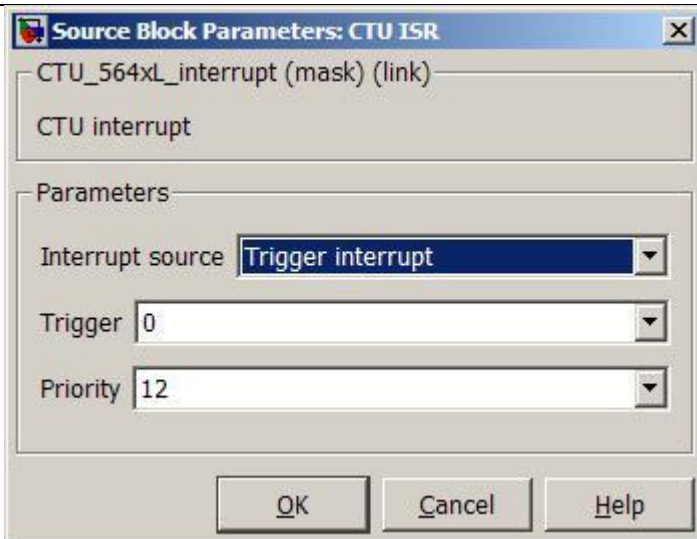 Source Block Parameters: CTU ISR
CTU_564xL_interrupt (mask) (link)
CTU interrupt
Parameters
Interrupt source Trigger interrupt
Trigger 0
Priority 12
OK Cancel Help